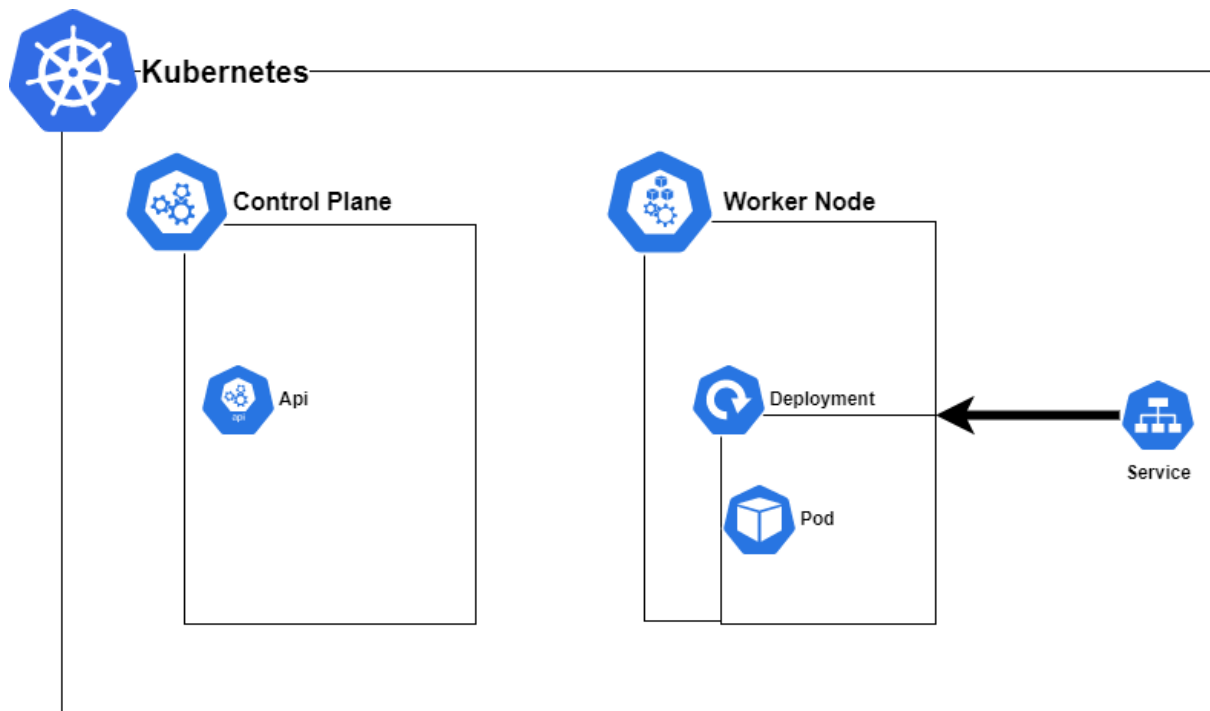 Kubernetes
Control Plane
Worker Node
api
Api
Deployment
Service
Pod